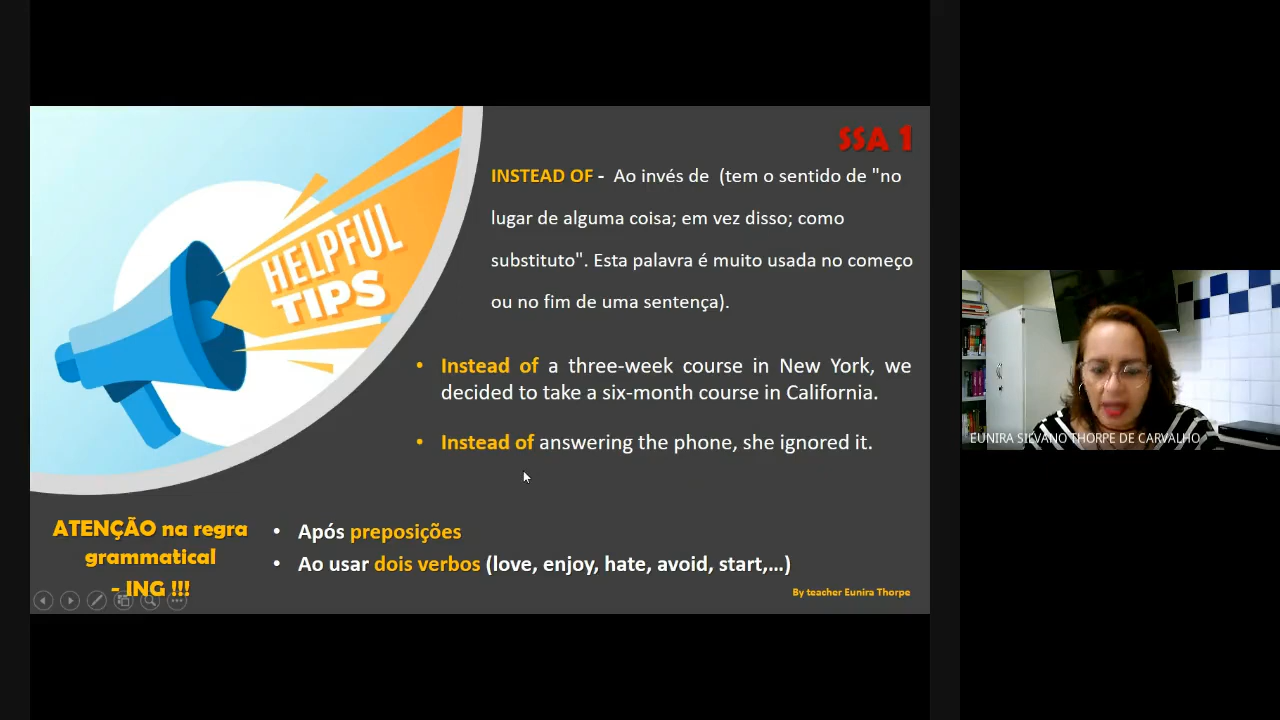 SSA 1
HELPFUL
TIPS
INSTEAD OF - Ao invés de (tem o sentido de "no
lugar de alguma coisa; em vez disso; como
substituto". Esta palavra é muito usada no começo
ou no fim de uma sentença).
• Instead of a three-week course in New York, we
decided to take a six-month course in California.
• Instead of answering the phone, she ignored it.
ATENÇÃO na regra
grammatical
- ING !!!
• Após preposições
• Ao usar dois verbos (love, enjoy, hate, avoid, start,...)
By teacher Eunira Thorpe
EUNIRA SILVANO THORPE DE CARVALHO